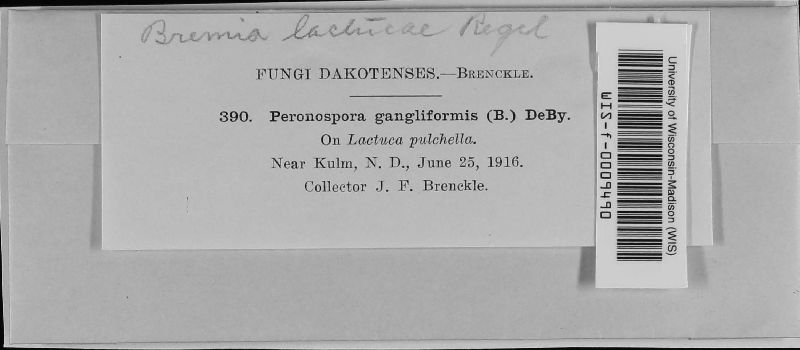 Bremia lactucae Regel
FUNGI DAKOTENSES.—BRENCKLE.
390. Peronospora gangliformis (B.) DeBy.
On Lactuca pulchella.
Near Kulm, N. D., June 25, 1916.
Collector J. F. Brenckle.
University of Wisconsin-Madison (WIS)
WIS-f-0009490